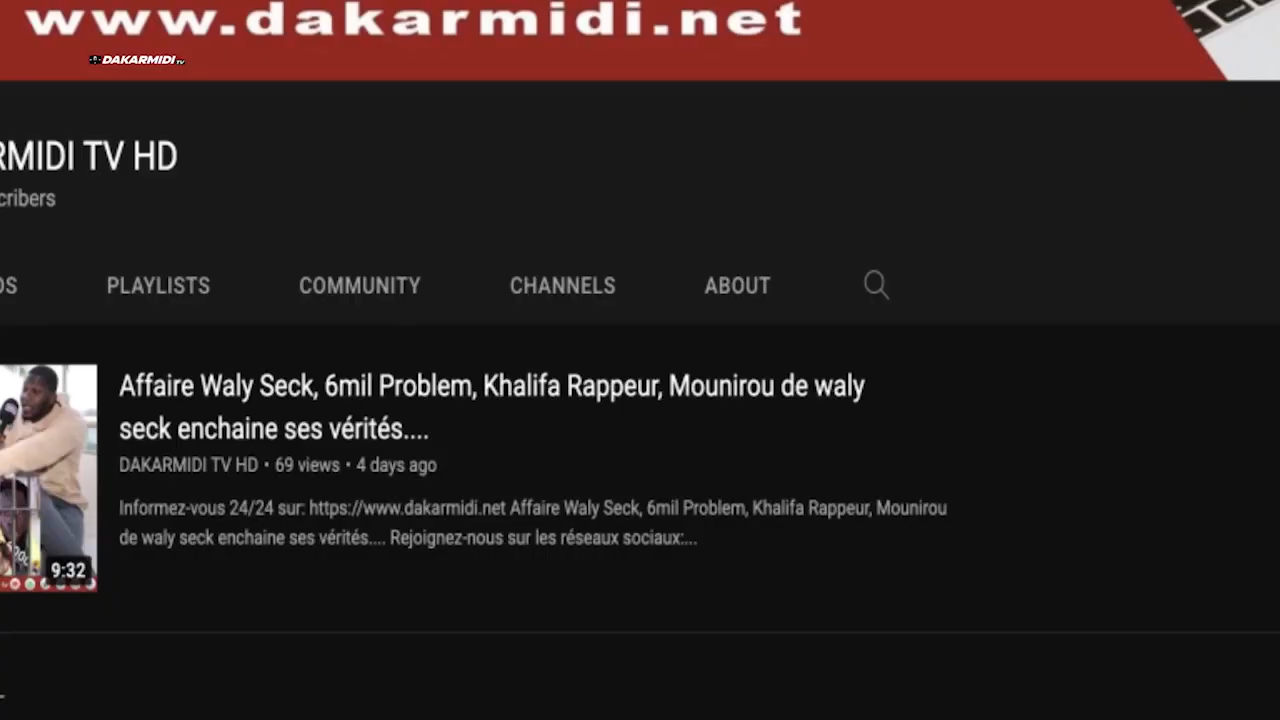 www.dakarmidi.net
DAKARMIDI TV
RMIDI TV HD
cribers
OS
PLAYLISTS
COMMUNITY
CHANNELS
ABOUT
Affaire Waly Seck, 6mil Problem, Khalifa Rappeur, Mounirou de waly
seck enchaine ses vérités....
DAKARMIDI TV HD • 69 views • 4 days ago
Informez-vous 24/24 sur: https://www.dakarmidi.net Affaire Waly Seck, 6mil Problem, Khalifa Rappeur, Mounirou
de waly seck enchaine ses vérités.... Rejoignez-nous sur les réseaux sociaux:...
9:32